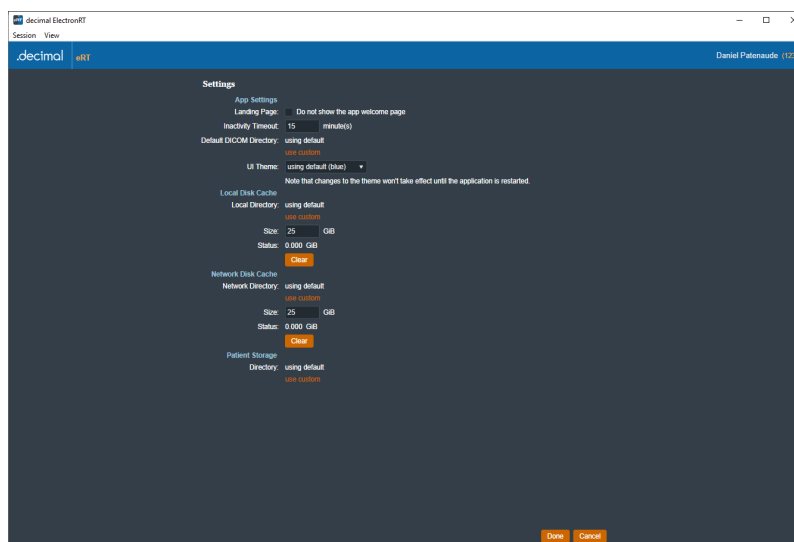 eRT decimal ElectronRT
Session View
.decimal eRT Daniel Patenaude (123
Settings
App Settings
Landing Page: Do not show the app welcome page
Inactivity Timeout: 15 minute(s)
Default DICOM Directory: using default
use custom
UI Theme: using default (blue)
Note that changes to the theme won't take effect until the application is restarted.
Local Disk Cache
Local Directory: using default
use custom
Size: 25 GiB
Status: 0.000 GiB
Clear
Network Disk Cache
Network Directory: using default
use custom
Size: 25 GiB
Status: 0.000 GiB
Clear
Patient Storage
Directory: using default
use custom
Done Cancel